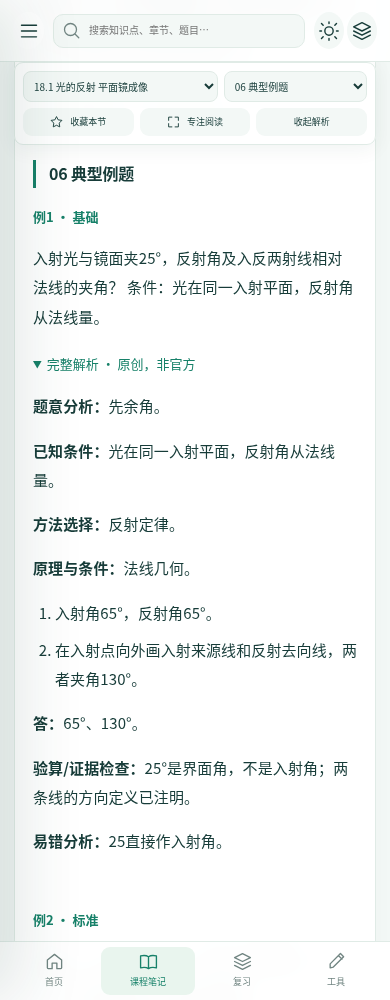 搜索知识点、章节、题目…
18.1 光的反射 平面镜成像
06 典型例题
收藏本节
专注阅读
收起解析
06 典型例题
例1 · 基础
入射光与镜面夹25°，反射角及入反两射线相对
法线的夹角？ 条件：光在同一入射平面，反射角
从法线量。
▼ 完整解析 · 原创，非官方
题意分析：先余角。
已知条件：光在同一入射平面，反射角从法线
量。
方法选择：反射定律。
原理与条件：法线几何。
1. 入射角65°，反射角65°。
2. 在入射点向外画入射来源线和反射去向线，两
者夹角130°。
答：65°、130°。
验算/证据检查：25°是界面角，不是入射角；两
条线的方向定义已注明。
易错分析：25直接作入射角。
例2 · 标准
首页
课程笔记
复习
工具